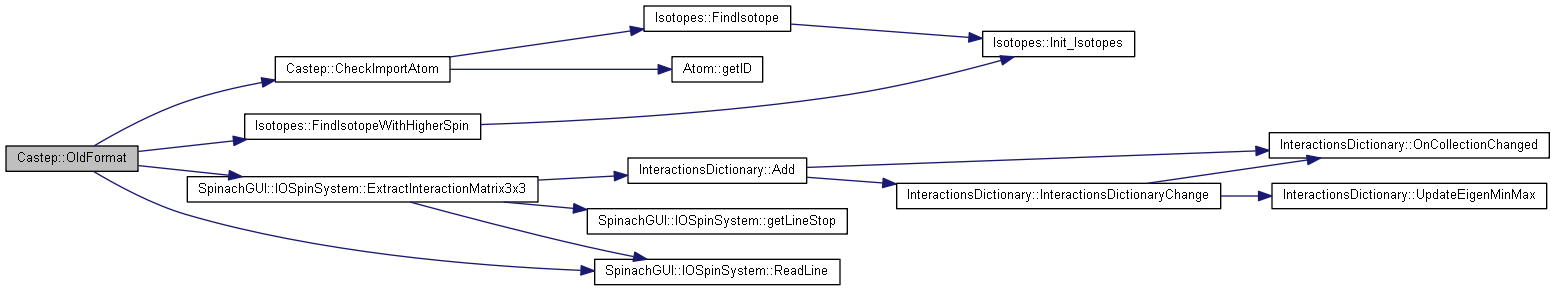 Isotopes::FindIsotope
Isotopes::Init_Isotopes
Castep::CheckImportAtom
Atom::getID
Isotopes::FindIsotopeWithHigherSpin
InteractionsDictionary::OnCollectionChanged
Castep::OldFormat
InteractionsDictionary::Add
SpinachGUI::IOSpinSystem::ExtractInteractionMatrix3x3
InteractionsDictionary::InteractionsDictionaryChange
InteractionsDictionary::UpdateEigenMinMax
SpinachGUI::IOSpinSystem::getLineStop
SpinachGUI::IOSpinSystem::ReadLine